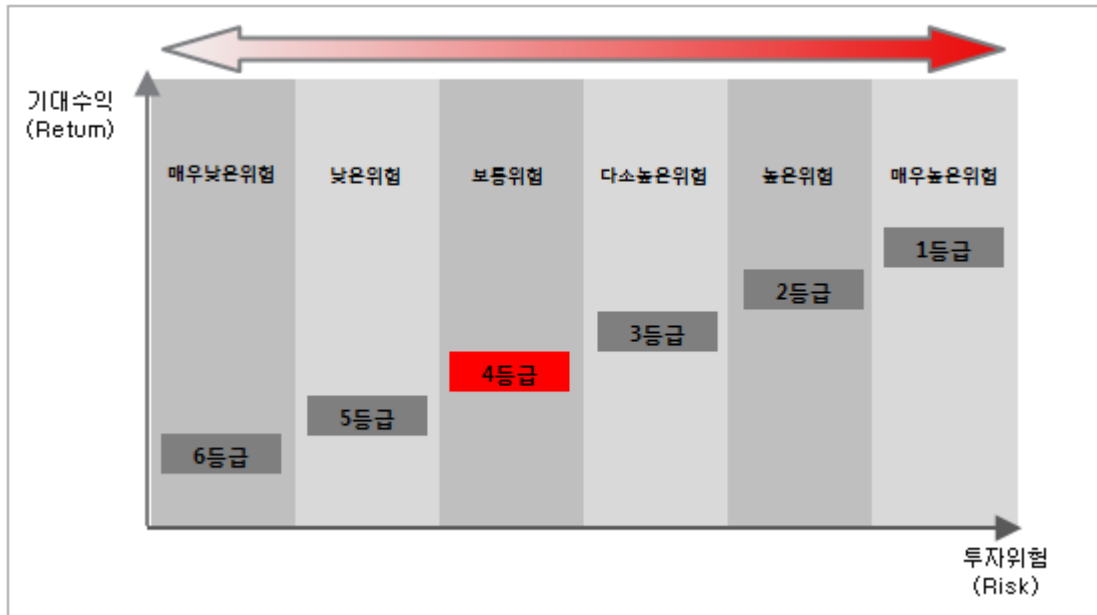 기대수익
(Retum)
매우낮은위험 낮은위험 보통위험 다소높은위험 높은위험 매우높은위험
1등급
2등급
3등급
4등급
5등급
6등급
투자위험
(Risk)